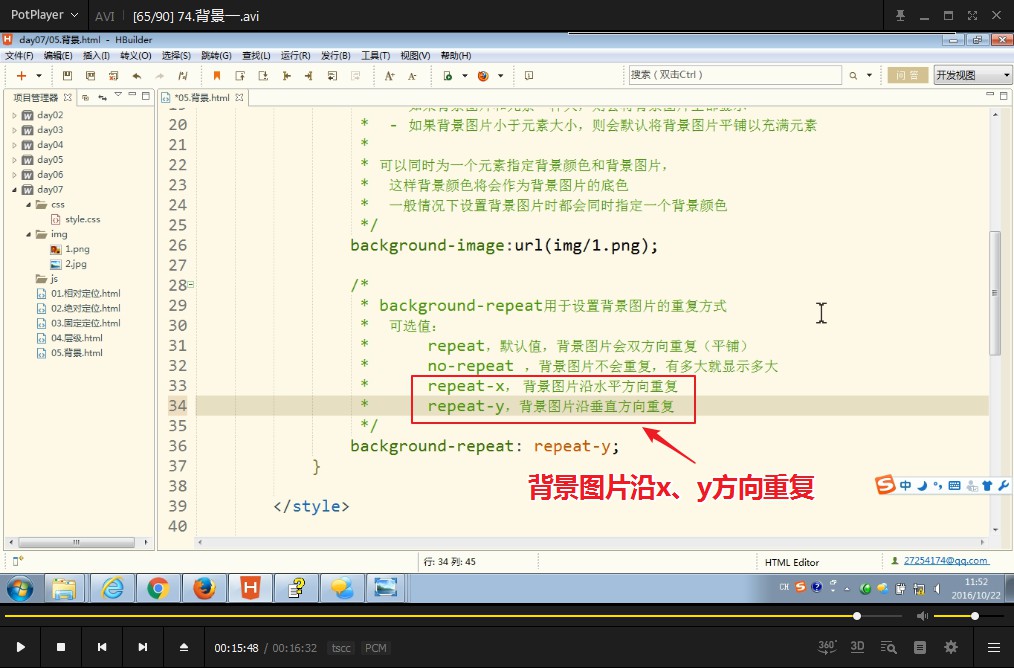 PotPlayer AVI [65/90] 74.背景一.avi
day07/05.背景.html - HBuilder
文件(F) 编辑(E) 插入(I) 转义(O) 选择(S) 跳转(G) 查找(L) 运行(R) 发行(B) 工具(T) 视图(V) 帮助(H)
搜索（双击Ctrl） 问答 开发视图
项目管理器 *05.背景.html
day02
day03
day04
day05
day06
day07
css
style.css
img
1.png
2.jpg
js
01.相对定位.html
02.绝对定位.html
03.固定定位.html
04.层级.html
05.背景.html
20 * - 如果背景图片小于元素大小，则会默认将背景图片平铺以充满元素
21 *
22 * 可以同时为一个元素指定背景颜色和背景图片，
23 * 这样背景颜色将会作为背景图片的底色
24 * 一般情况下设置背景图片时都会同时指定一个背景颜色
25 */
26 background-image:url(img/1.png);
27
28 /*
29 * background-repeat用于设置背景图片的重复方式
30 * 可选值：
31 * repeat，默认值，背景图片会双方向重复（平铺）
32 * no-repeat ，背景图片不会重复，有多大就显示多大
33 * repeat-x， 背景图片沿水平方向重复
34 * repeat-y，背景图片沿垂直方向重复
35 */
36 background-repeat: repeat-y;
37 }
38
39 </style>
40
背景图片沿x、y方向重复
中
行: 34 列: 45 HTML Editor 27254174@qq.com
CH 11:52
2016/10/22
00:15:48 / 00:16:32 tscc PCM 360° 3D